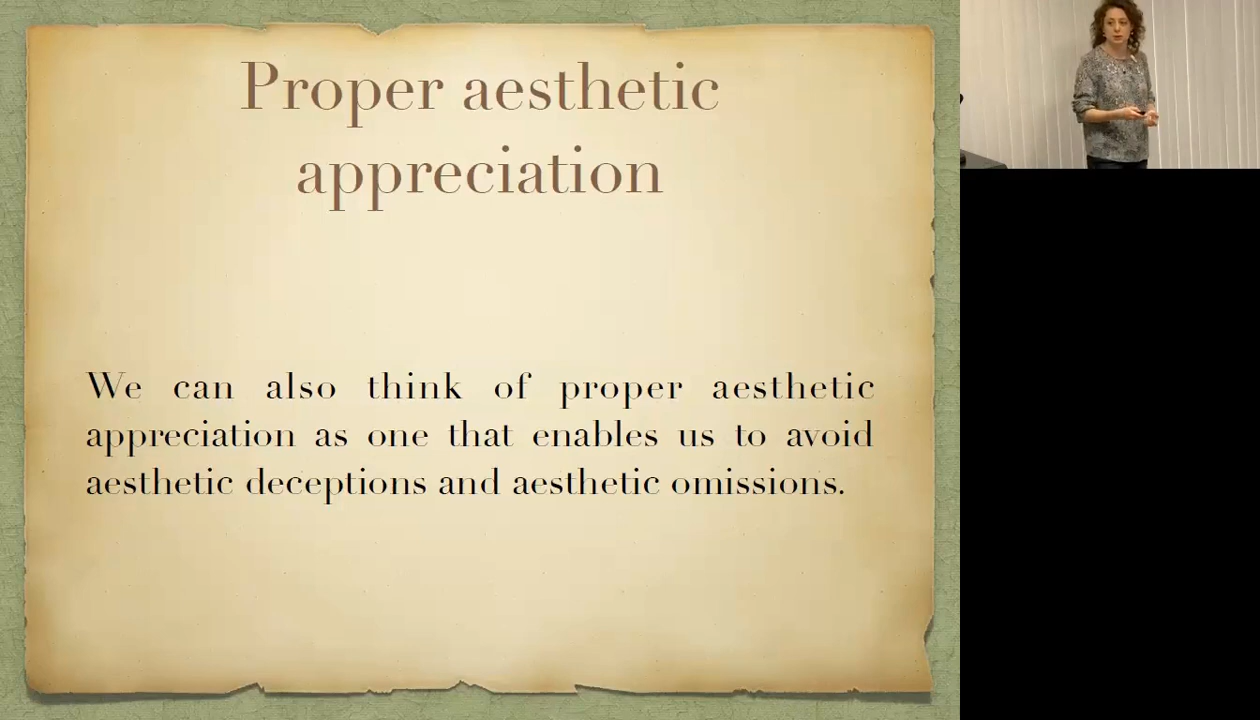 Proper aesthetic
appreciation
We can also think of proper aesthetic
appreciation as one that enables us to avoid
aesthetic deceptions and aesthetic omissions.